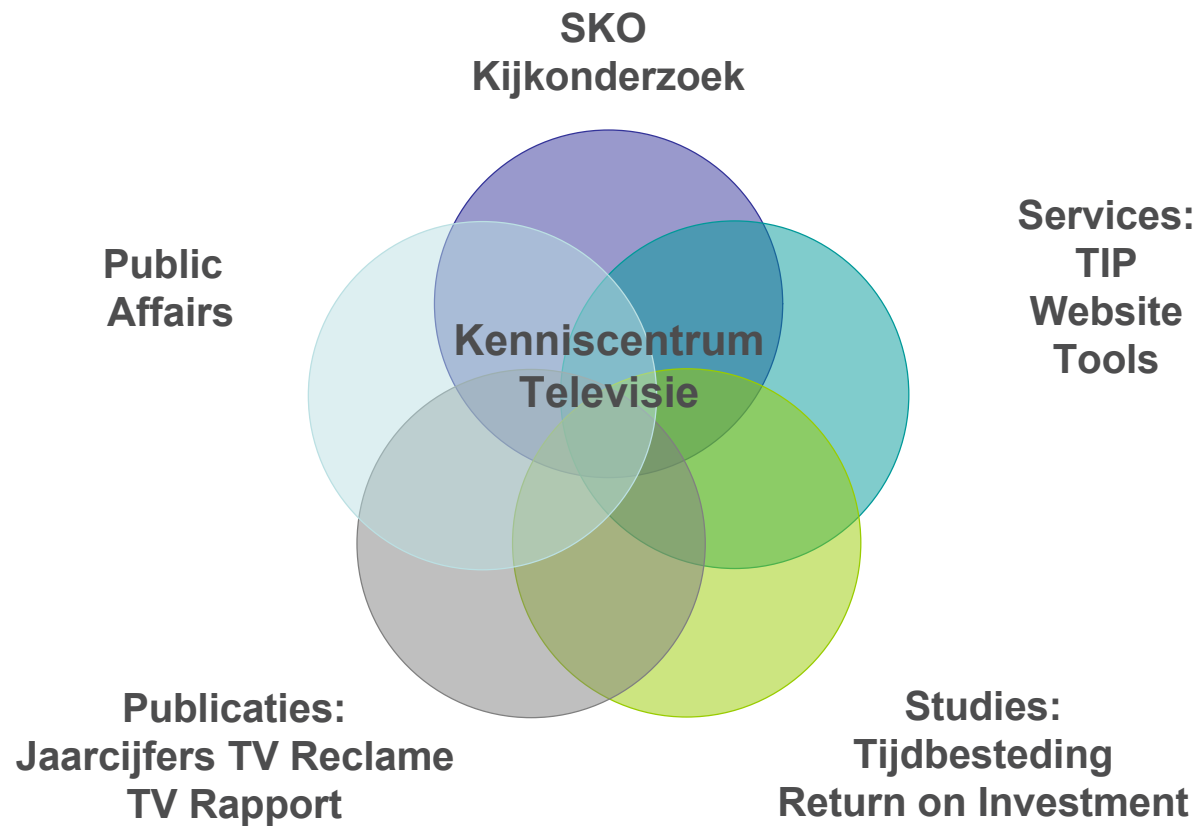 SKO
Kijkonderzoek
Services:
TIP
Website
Tools
Public
Affairs
Kenniscentrum
Televisie
Publicaties:
Jaarcijfers TV Reclame
TV Rapport
Studies:
Tijdbesteding
Return on Investment